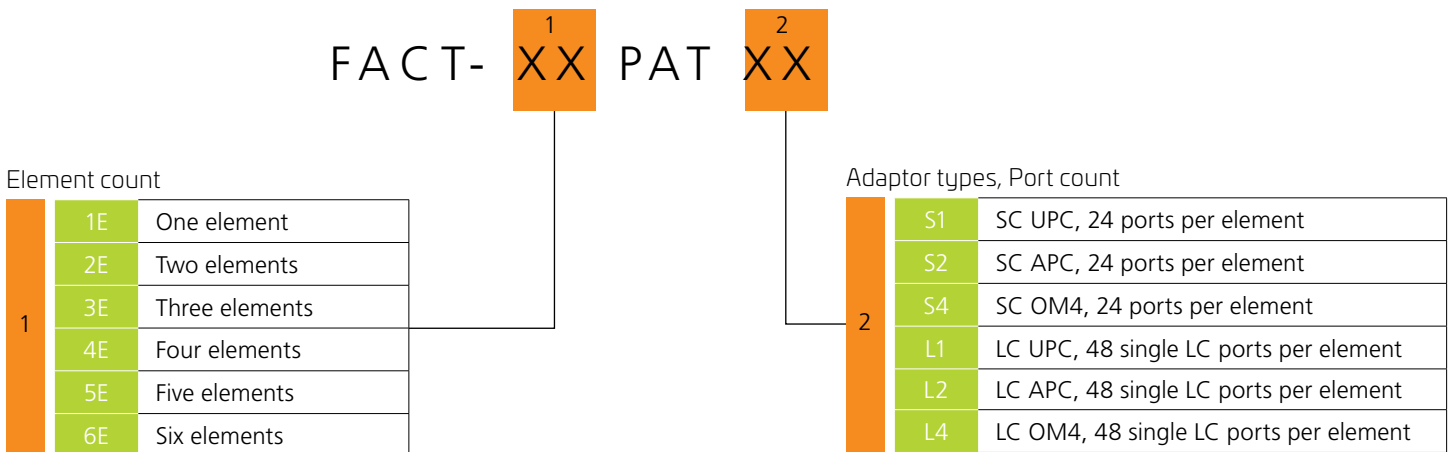 1 2
FACT- XX PAT XX
Element count
1
1E One element
2E Two elements
3E Three elements
4E Four elements
5E Five elements
6E Six elements
Adaptor types, Port count
2
S1 SC UPC, 24 ports per element
S2 SC APC, 24 ports per element
S4 SC OM4, 24 ports per element
L1 LC UPC, 48 single LC ports per element
L2 LC APC, 48 single LC ports per element
L4 LC OM4, 48 single LC ports per element